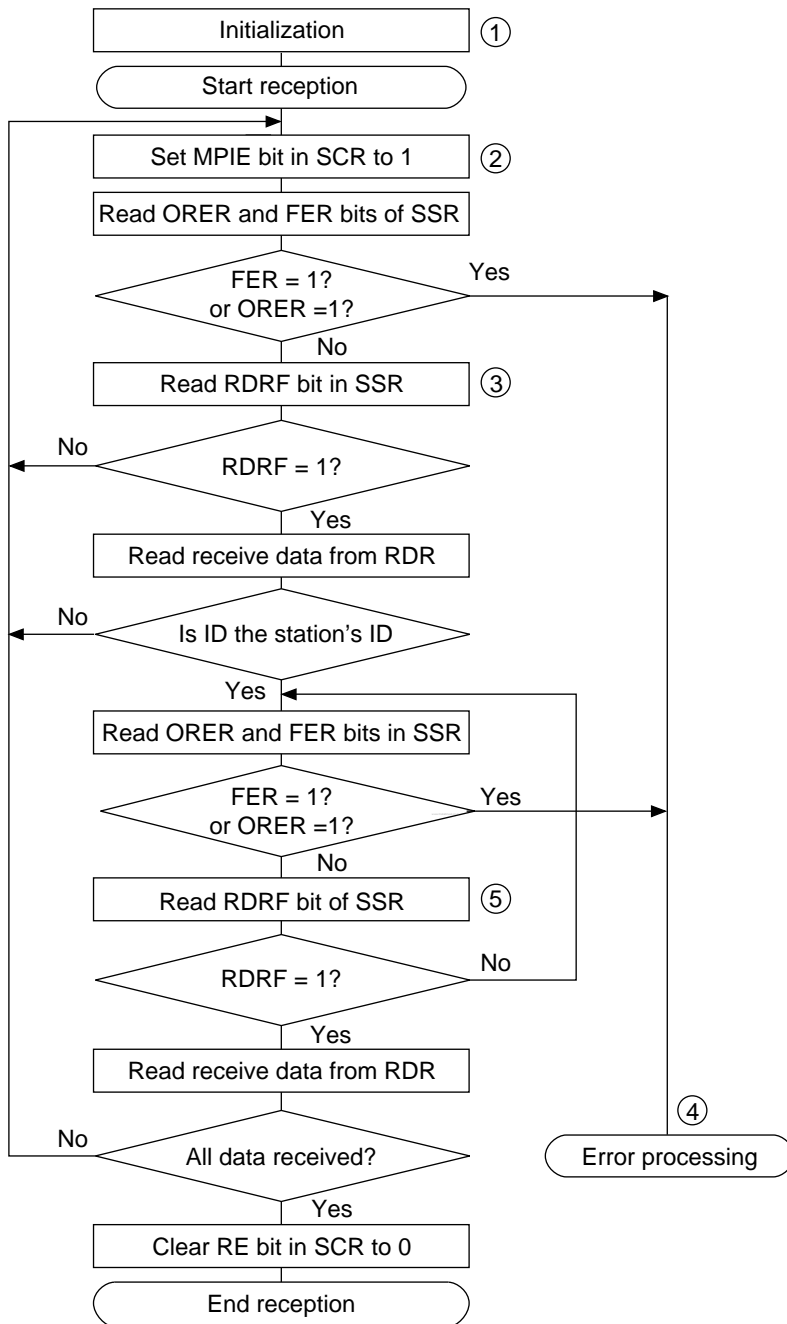 Initialization
①
Start reception
Set MPIE bit in SCR to 1
②
Read ORER and FER bits of SSR
FER = 1?
or ORER =1?
Yes
No
Read RDRF bit in SSR
③
RDRF = 1?
No
Yes
Read receive data from RDR
Is ID the station's ID
No
Yes
Read ORER and FER bits in SSR
FER = 1?
or ORER =1?
Yes
No
Read RDRF bit of SSR
⑤
RDRF = 1?
No
Yes
Read receive data from RDR
④
Error processing
All data received?
No
Yes
Clear RE bit in SCR to 0
End reception